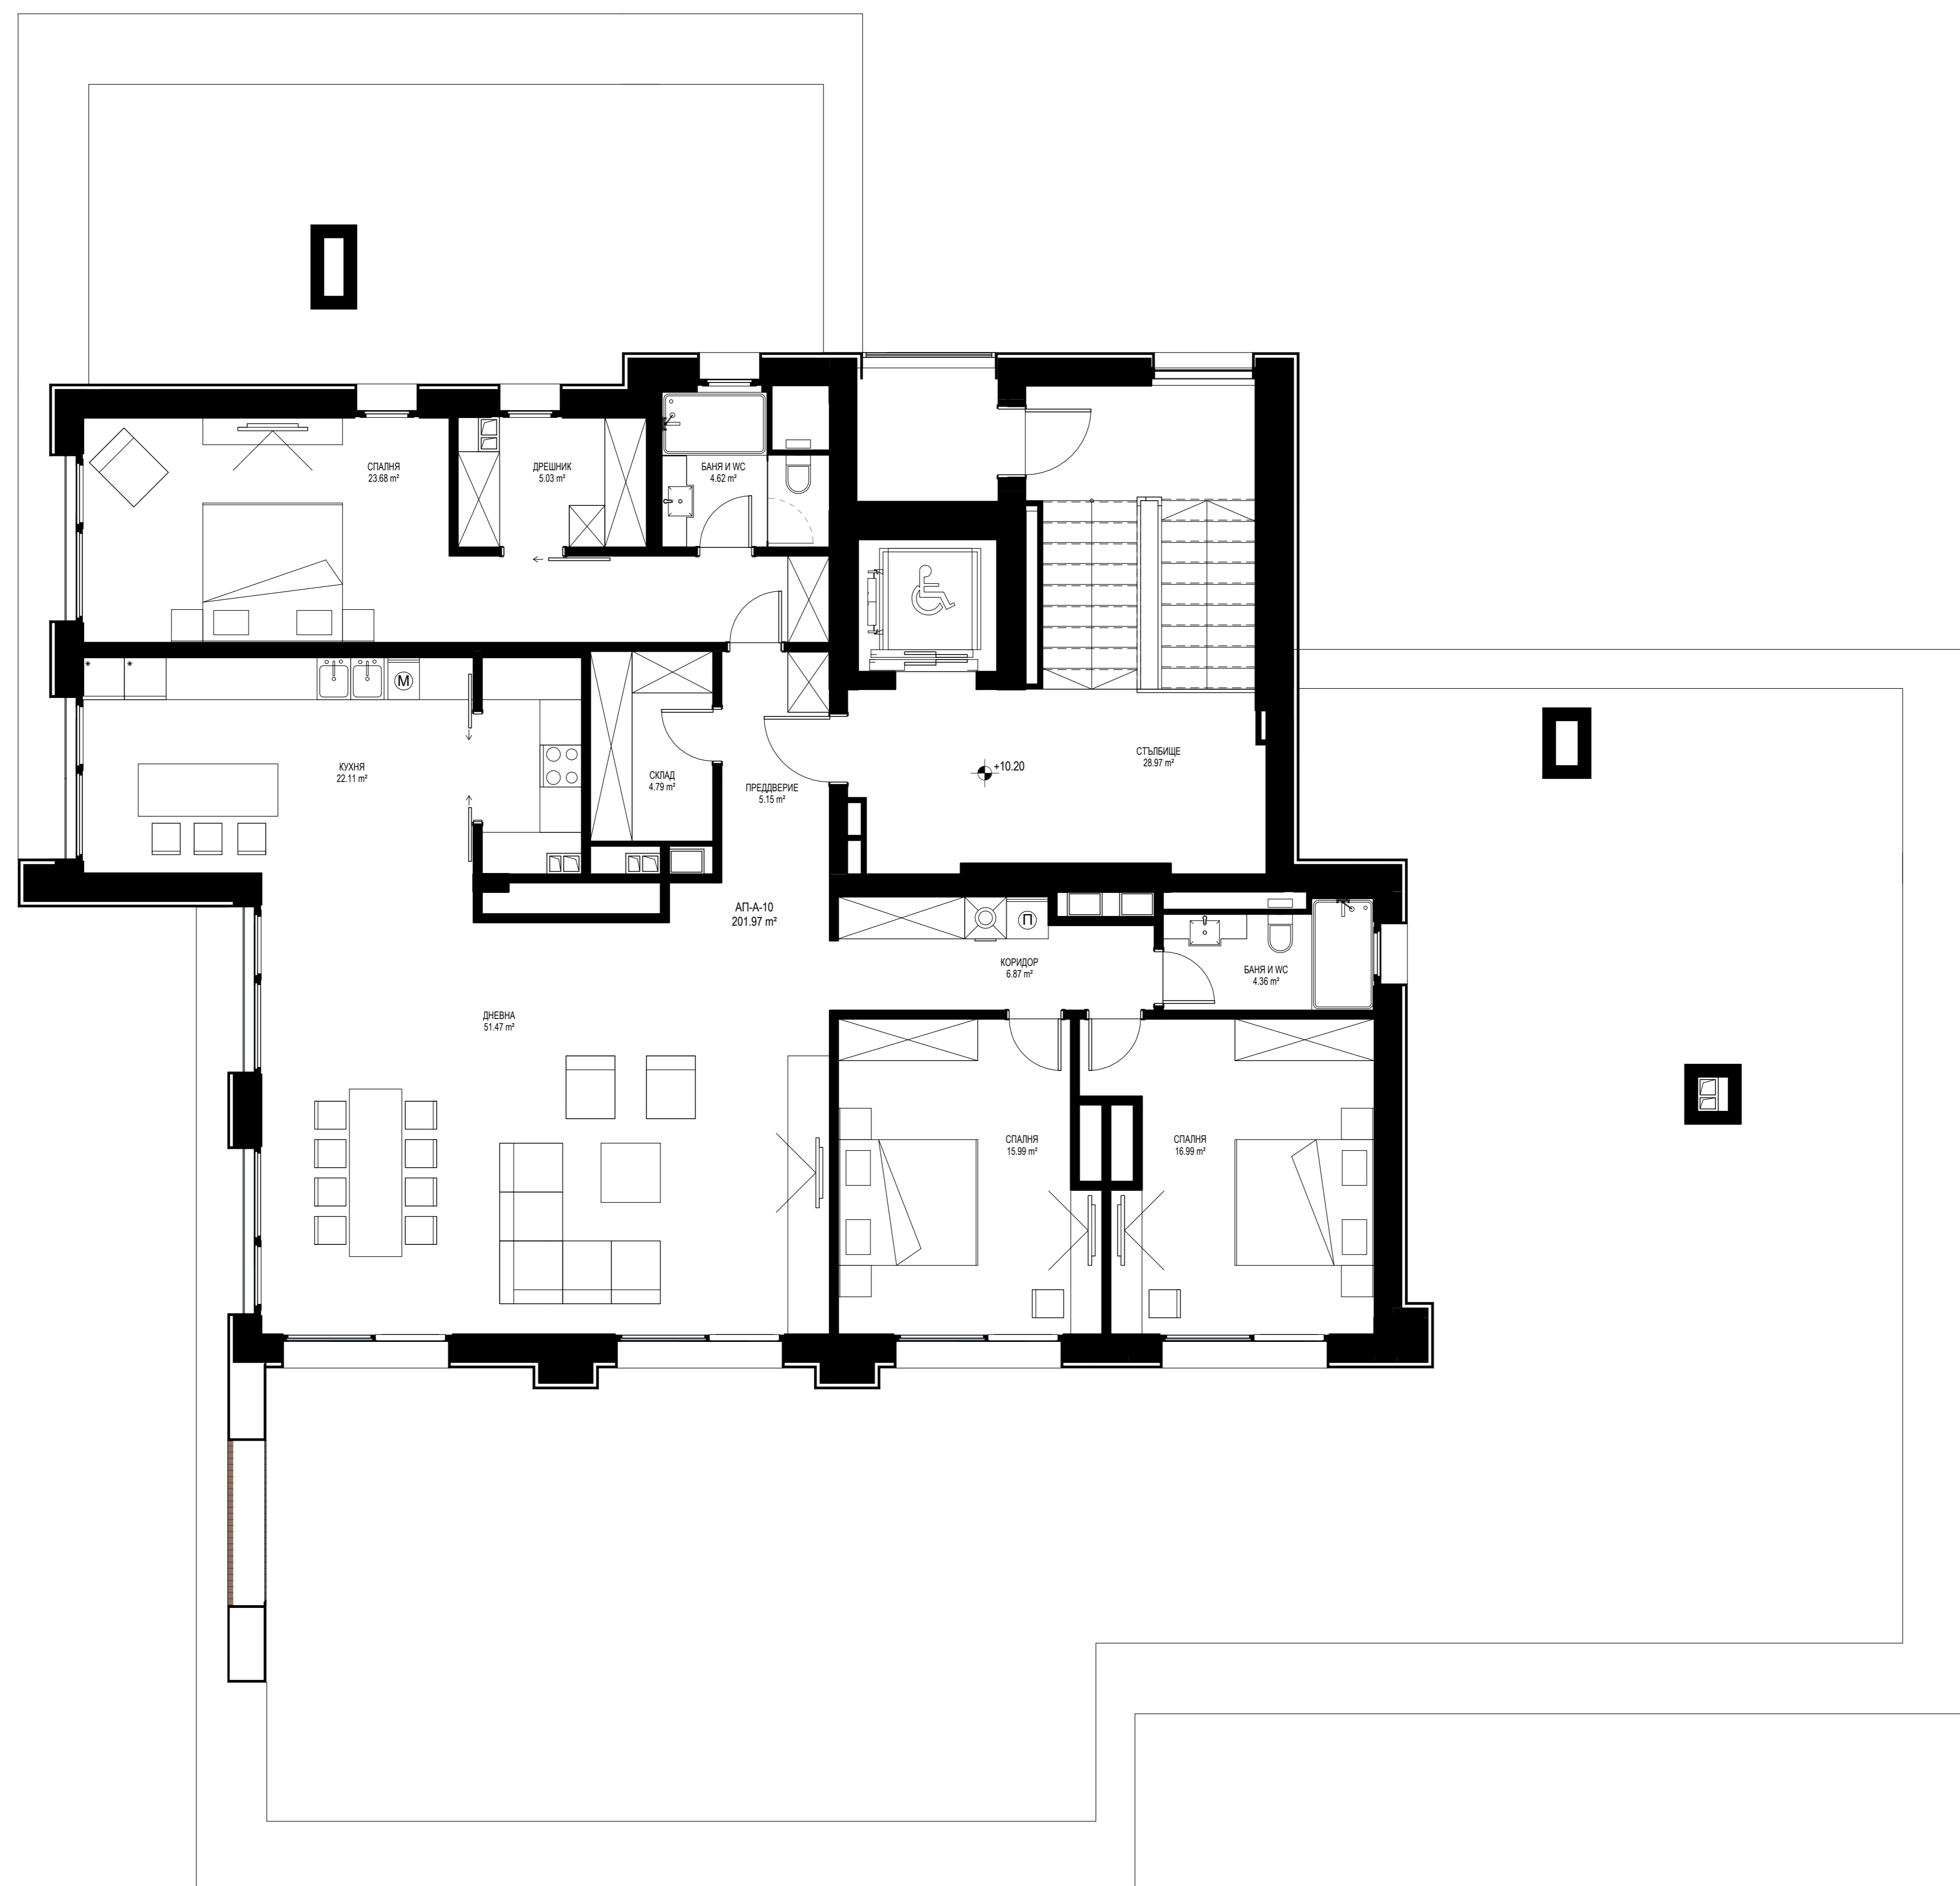 СПАЛНЯ
23.68 m²
ДРЕШНИК
5.03 m²
БАНЯ И WC
4.62 m²
М
КУХНЯ
22.11 m²
СКЛАД
4.79 m²
ПРЕДДВЕРИЕ
5.15 m²
+10.20
СТЪЛБИЩЕ
28.97 m²
АП-А-10
201.97 m²
П
КОРИДОР
6.87 m²
БАНЯ И WC
4.36 m²
ДНЕВНА
51.47 m²
СПАЛНЯ
15.99 m²
СПАЛНЯ
16.99 m²